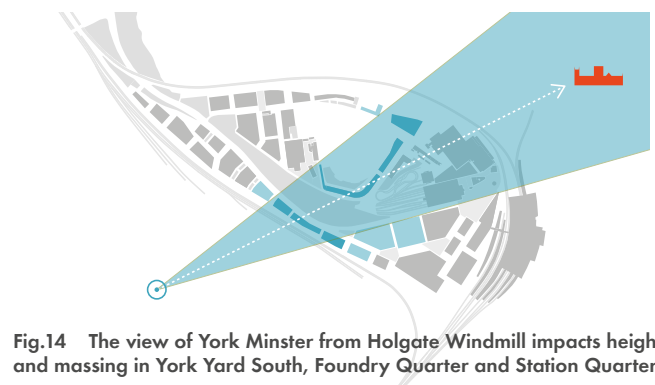 Fig.14 The view of York Minster from Holgate Windmill impacts heigh
and massing in York Yard South, Foundry Quarter and Station Quarter